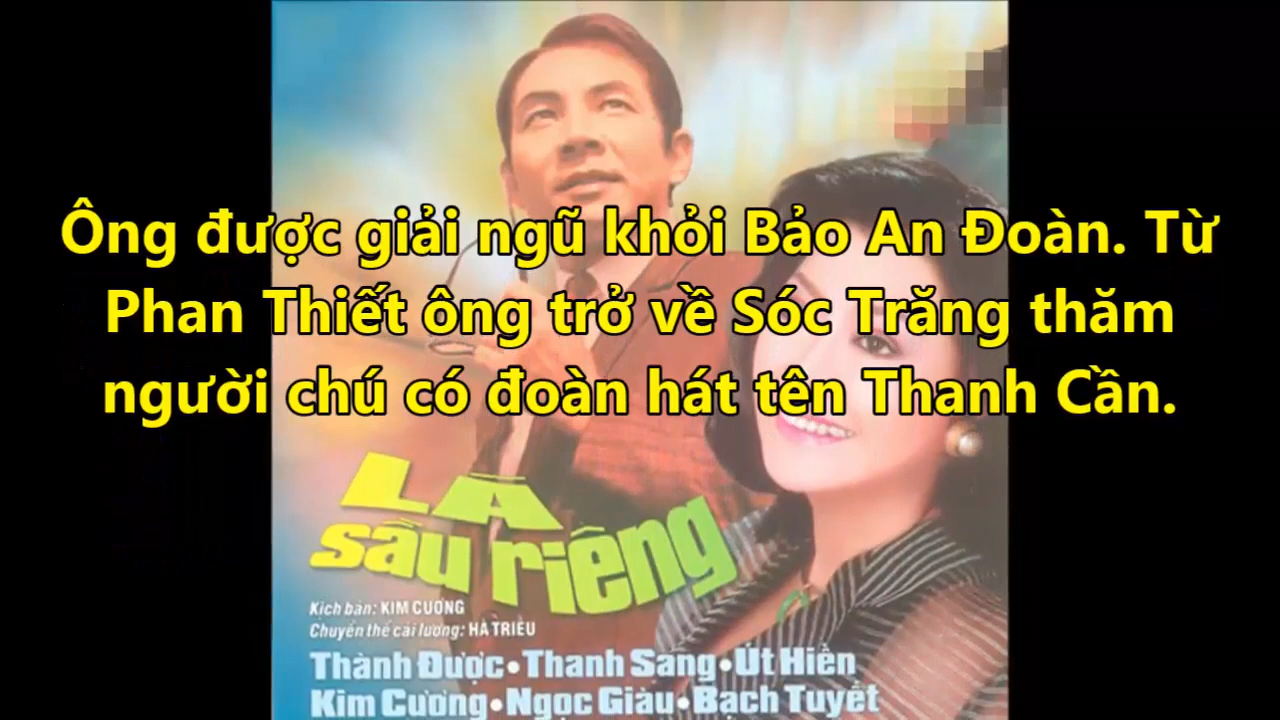 Ông được giải ngũ khỏi Bảo An Đoàn. Từ
Phan Thiết ông trở về Sóc Trăng thăm
người chú có đoàn hát tên Thanh Cần.
LÁ
sầu riêng
Kịch bản: KIM CƯƠNG
Chuyển thể cải lương: HÀ TRIỀU
Thành Được•Thanh Sang•Út Hiền
Kim Cương•Ngọc Giàu•Bạch Tuyết